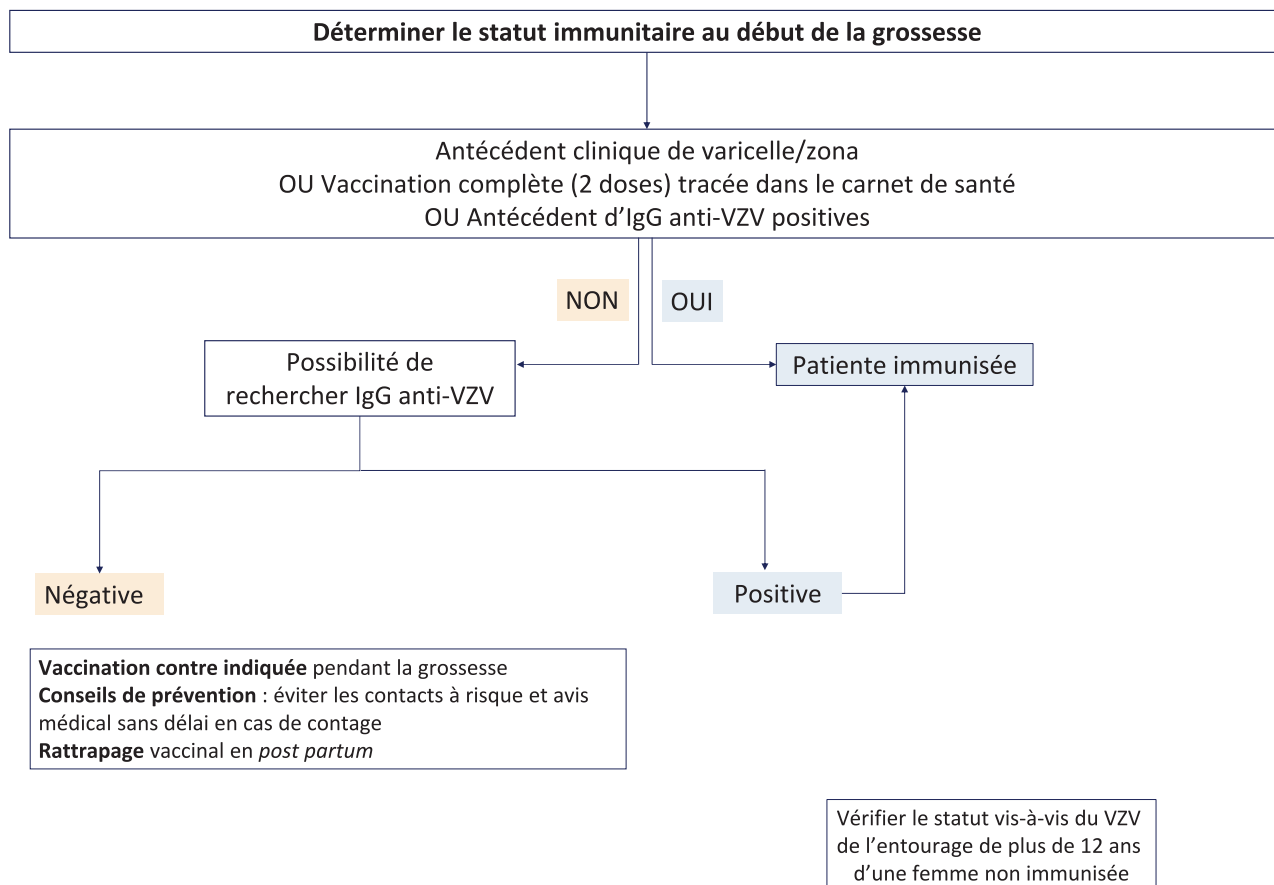 Déterminer le statut immunitaire au début de la grossesse
Antécédent clinique de varicelle/zona
OU Vaccination complète (2 doses) tracée dans le carnet de santé
OU Antécédent d’IgG anti-VZV positives
NON
OUI
Possibilité de
rechercher IgG anti-VZV
Patiente immunisée
Négative
Positive
Vaccination contre indiquée pendant la grossesse
Conseils de prévention : éviter les contacts à risque et avis
médical sans délai en cas de contage
Rattrapage vaccinal en post partum
Vérifier le statut vis-à-vis du VZV
de l’entourage de plus de 12 ans
d’une femme non immunisée